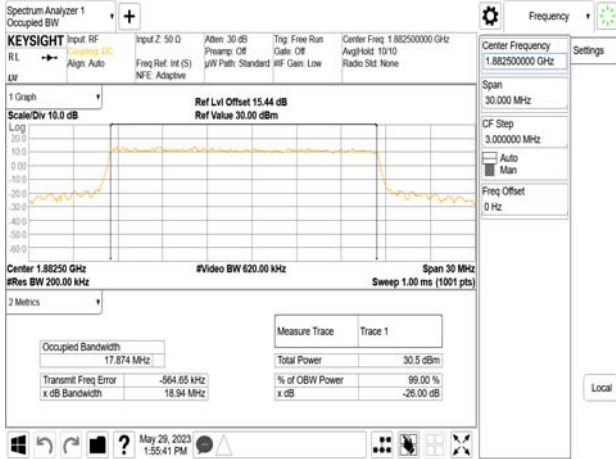 Spectrum Analyzer 1
Occupied BW
Frequency
KEYSIGHT
RL
Input: RF
Coupling: DC
Align: Auto
Input Z: 50 Ω
Freq Ref: Int (S)
NFE: Adaptive
Atten: 30 dB
Preamp: Off
µW Path: Standard
Trig: Free Run
Gate: Off
#IF Gain: Low
Center Freq: 1.882500000 GHz
Avg|Hold: 10/10
Radio Std: None
Center Frequency
1.882500000 GHz
Settings
Span
30.000 MHz
CF Step
3.000000 MHz
Auto
Man
Freq Offset
0 Hz
Local
1 Graph
Scale/Div 10.0 dB
Ref Lvl Offset 15.44 dB
Ref Value 30.00 dBm
Log
20.0
10.0
0.00
-10.0
-20.0
-30.0
-40.0
-50.0
-60.0
Center 1.88250 GHz
#Res BW 200.00 kHz
#Video BW 620.00 kHz
Span 30 MHz
Sweep 1.00 ms (1001 pts)
2 Metrics
Measure Trace Trace 1
Occupied Bandwidth
17.874 MHz
Total Power 30.5 dBm
Transmit Freq Error -564.65 kHz
% of OBW Power 99.00 %
x dB Bandwidth 18.94 MHz
x dB -26.00 dB
May 29, 2023
1:55:41 PM